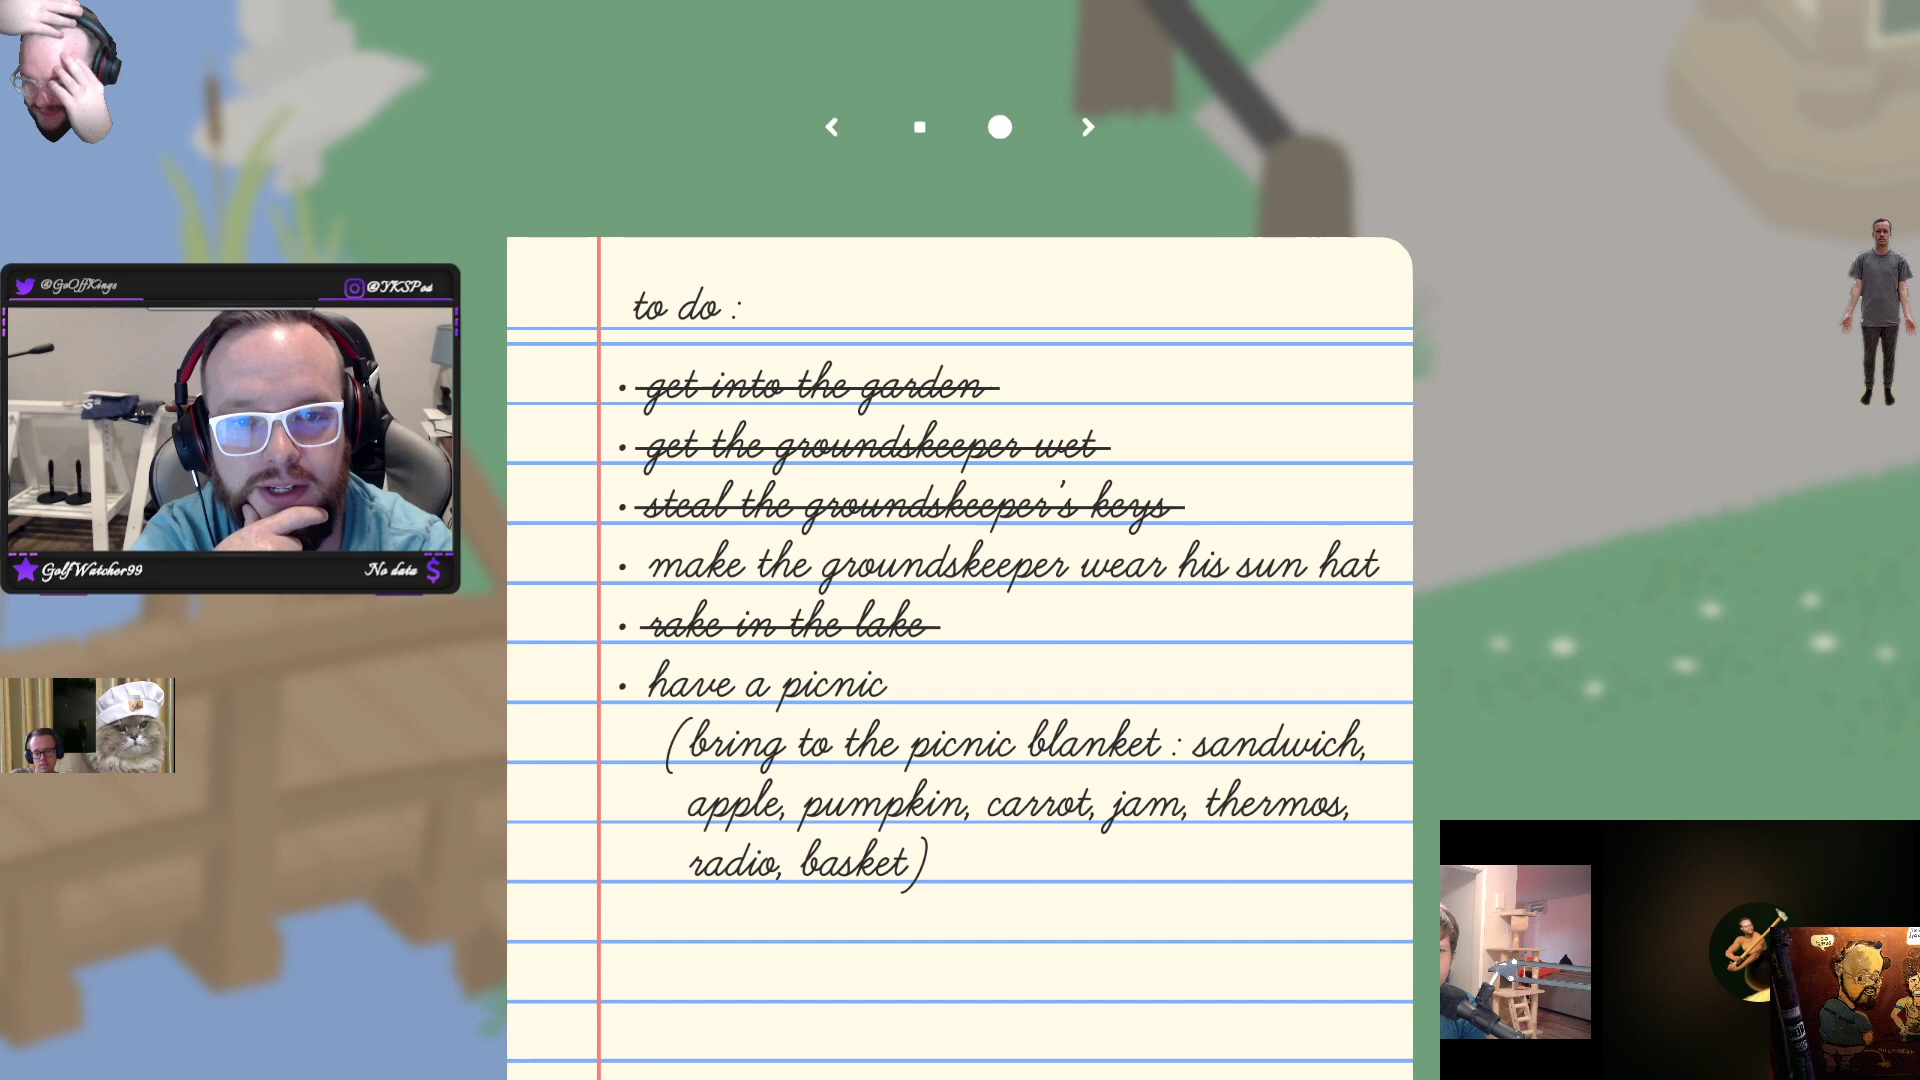 @GoOffKings
@YKSPod
GolfWatcher99
No data
to do :
• get into the garden
• get the groundskeeper wet
• steal the groundskeeper's keys
• make the groundskeeper wear his sun hat
• rake in the lake
• have a picnic
(bring to the picnic blanket : sandwich,
apple, pumpkin, carrot, jam, thermos,
radio, basket)